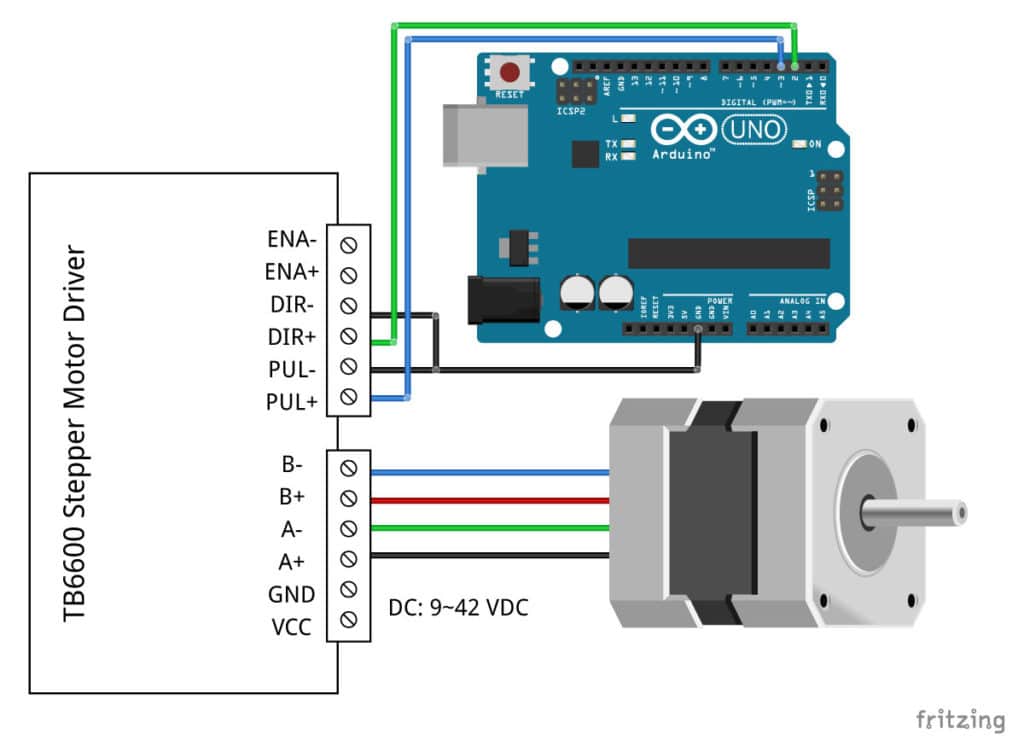 RESET
ICSP2
AREF
GND
13
12
~11
~10
~9
8
7
~6
~5
4
~3
2
TXD▶1
RXD◀0
DIGITAL (PWM=~)
L
TX
RX
UNO
Arduino™
ON
1
ICSP
IOREF
RESET
3V3
5V
GND
GND
VIN
POWER
ANALOG IN
A0
A1
A2
A3
A4
A5
TB6600 Stepper Motor Driver
ENA-
ENA+
DIR-
DIR+
PUL-
PUL+
B-
B+
A-
A+
GND
VCC
DC: 9~42 VDC
fritzing